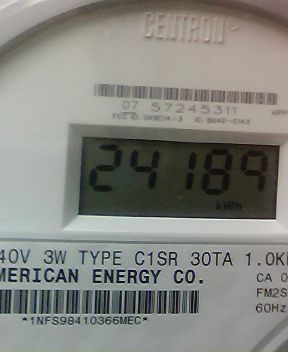 CENTRON®
07 57245311
24189
kWh
40V 3W TYPE C1SR 30TA 1.0K
MERICAN ENERGY CO.
CA 0
FM2S
60Hz
*1NFS98410366MEC*